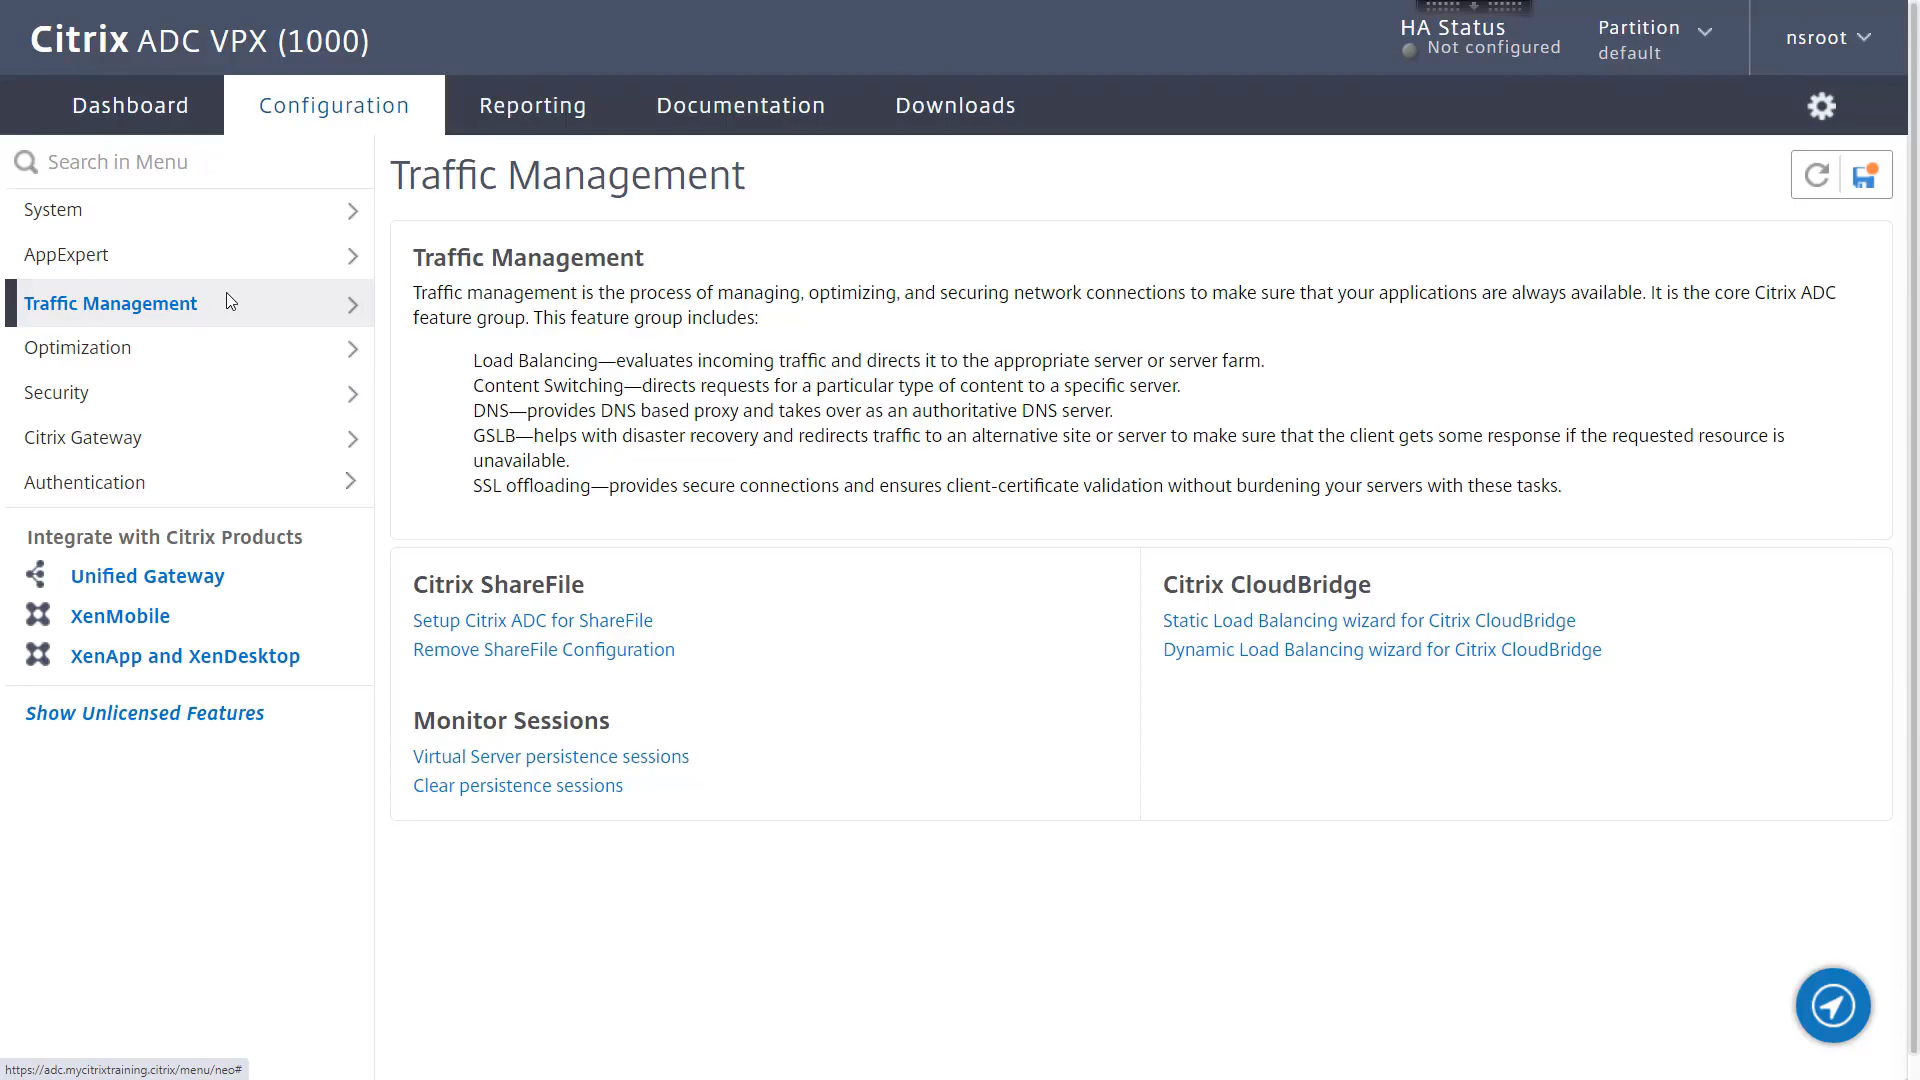 Citrix ADC VPX (1000)
HA Status
Not configured
Partition
default
nsroot
Dashboard
Configuration
Reporting
Documentation
Downloads
Search in Menu
System
AppExpert
Traffic Management
Optimization
Security
Citrix Gateway
Authentication
Integrate with Citrix Products
Unified Gateway
XenMobile
XenApp and XenDesktop
Show Unlicensed Features
Traffic Management
Traffic Management
Traffic management is the process of managing, optimizing, and securing network connections to make sure that your applications are always available. It is the core Citrix ADC
feature group. This feature group includes:
Load Balancing—evaluates incoming traffic and directs it to the appropriate server or server farm.
Content Switching—directs requests for a particular type of content to a specific server.
DNS—provides DNS based proxy and takes over as an authoritative DNS server.
GSLB—helps with disaster recovery and redirects traffic to an alternative site or server to make sure that the client gets some response if the requested resource is
unavailable.
SSL offloading—provides secure connections and ensures client-certificate validation without burdening your servers with these tasks.
Citrix ShareFile
Setup Citrix ADC for ShareFile
Remove ShareFile Configuration
Monitor Sessions
Virtual Server persistence sessions
Clear persistence sessions
Citrix CloudBridge
Static Load Balancing wizard for Citrix CloudBridge
Dynamic Load Balancing wizard for Citrix CloudBridge
https://adc.mycitrixtraining.citrix/menu/neo#